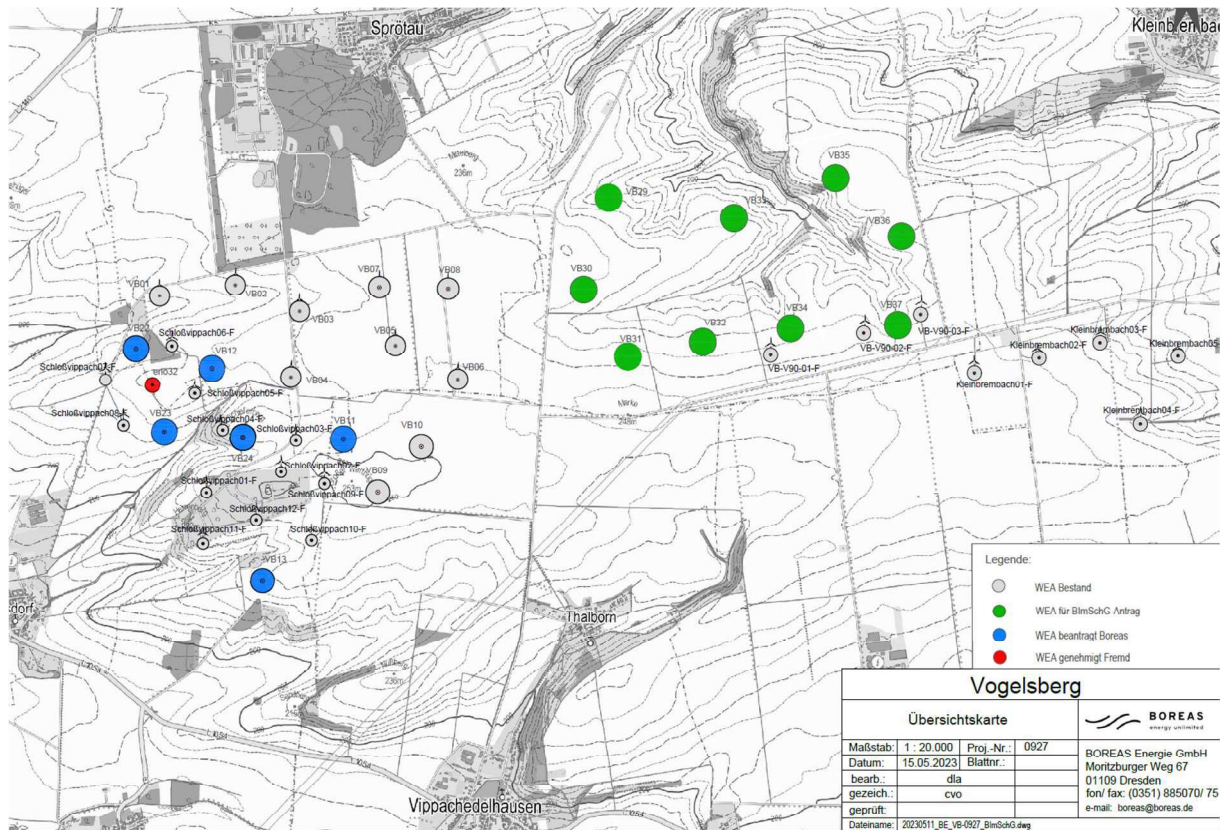 Sprötau
236m
VB35
VB29
VB33
VB36
VB07
VB08
VB30
VB01
VB02
VB03
VB34
VB37
VB-V90-03-F
VB22
Schloßvippach06-F
VB05
VB32
VB-V90-02-F
Kleinbrembach03-F
Kleinbrembach02-F
VB31
VB-V90-01-F
VB12
Schloßvippach07-F
VB04
VB06
Kleinbrembach01-F
Schloßvippach05-F
Schloßvippach08-F
VB23
Schloßvippach04-F
Schloßvippach03-F
VB11
VB10
248m
Kleinbrembach04-F
VB24
VB09
253m
Schloßvippach01-F
Schloßvippach09-F
Schloßvippach12-F
Schloßvippach11-F
Schloßvippach10-F
VB13
Thalborn
236m
Vippachedelhausen
Legende:
WEA Bestand
WEA für BImSchG Antrag
WEA beantragt Boreas
WEA genehmigt Fremd
Vogelsberg
Übersichtskarte
BOREAS
energy unlimited
Maßstab: 1 : 20.000 Proj.-Nr.: 0927
Datum: 15.05.2023 Blattnr.:
bearb.: dla
gezeich.: cvo
geprüft:
BOREAS Energie GmbH
Moritzburger Weg 67
01109 Dresden
fon/ fax: (0351) 885070/ 75
e-mail: boreas@boreas.de
Dateiname: 20230511_BE_VB-0927_BImSchG.dwg